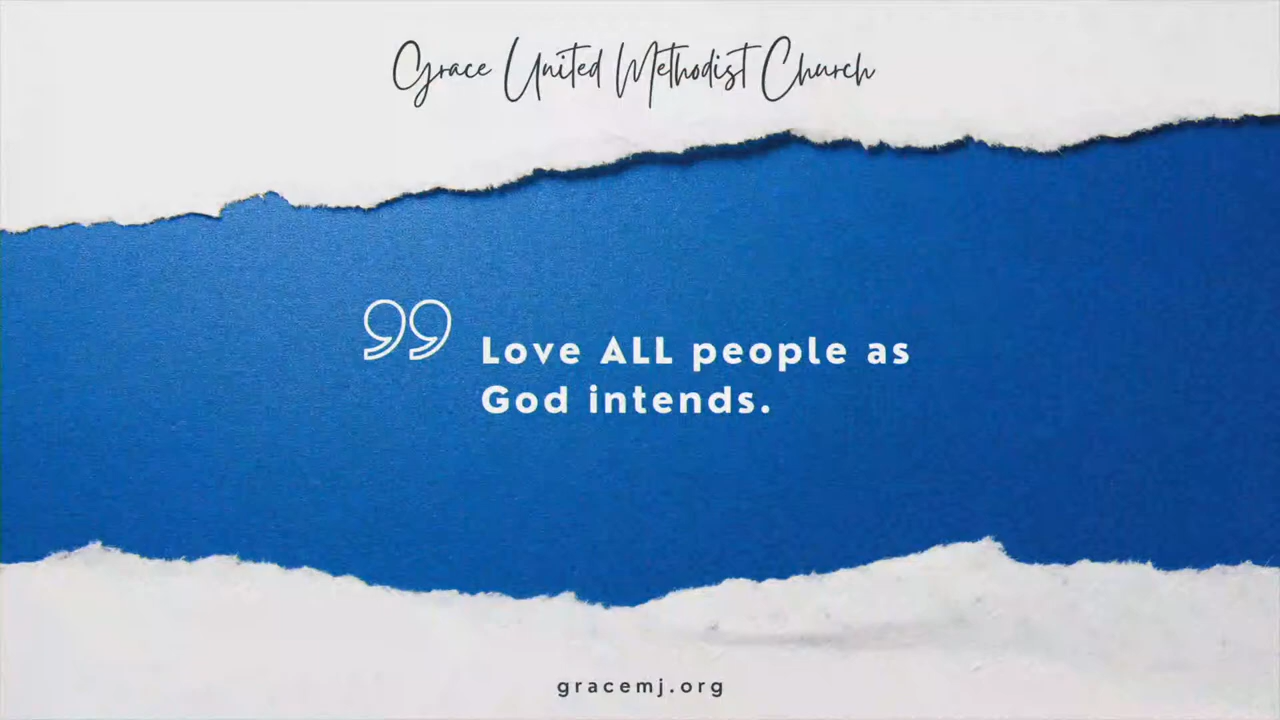 Grace United Methodist Church
” Love ALL people as
God intends.
gracemj.org